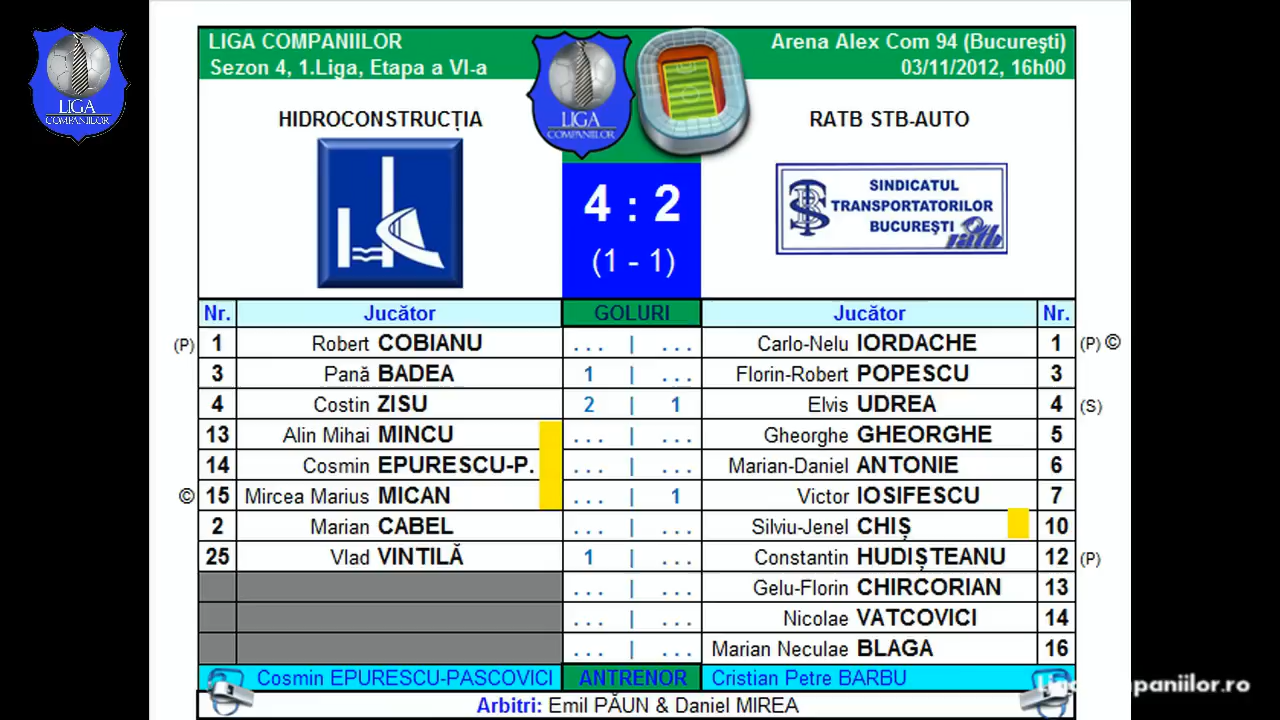 LIGA COMPANIILOR
Sezon 4, 1.Liga, Etapa a VI-a
Arena Alex Com 94 (Bucureşti)
03/11/2012, 16h00
LIGA
COMPANIILOR
LIGA
COMPANIILOR
HIDROCONSTRUCȚIA
RATB STB-AUTO
4 : 2
(1 - 1)
SINDICATUL
TRANSPORTATORILOR
BUCUREŞTI
ratb
Nr. Jucător GOLURI Jucător Nr.
(P) 1 Robert COBIANU ... | ... Carlo-Nelu IORDACHE 1 (P) ©
3 Pană BADEA 1 | ... Florin-Robert POPESCU 3
4 Costin ZISU 2 | 1 Elvis UDREA 4 (S)
13 Alin Mihai MINCU ... | ... Gheorghe GHEORGHE 5
14 Cosmin EPURESCU-P. ... | ... Marian-Daniel ANTONIE 6
© 15 Mircea Marius MICAN ... | 1 Victor IOSIFESCU 7
2 Marian CABEL ... | ... Silviu-Jenel CHIȘ 10
25 Vlad VINTILĂ 1 | ... Constantin HUDIȘTEANU 12 (P)
... | ... Gelu-Florin CHIRCORIAN 13
... | ... Nicolae VATCOVICI 14
... | ... Marian Neculae BLAGA 16
Cosmin EPURESCU-PASCOVICI ANTRENOR Cristian Petre BARBU
Arbitri: Emil PĂUN & Daniel MIREA